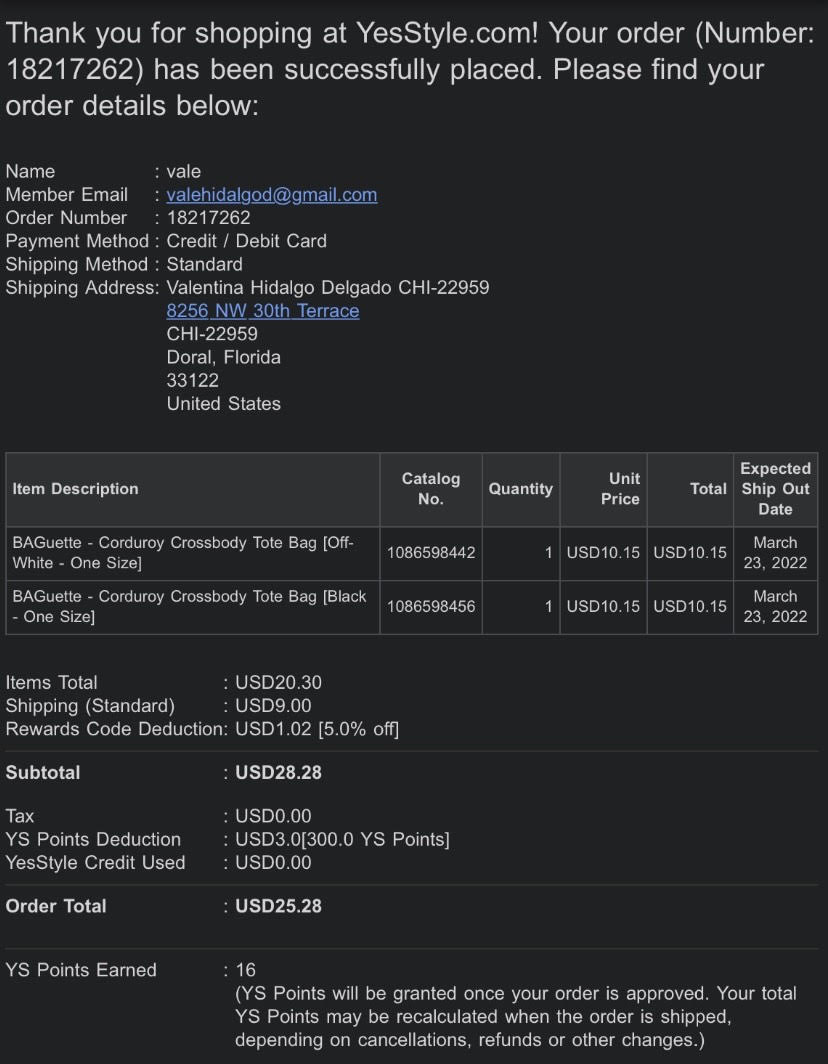 Thank you for shopping at YesStyle.com! Your order (Number:
18217262) has been successfully placed. Please find your
order details below:
Name : vale
Member Email : valehidalgod@gmail.com
Order Number : 18217262
Payment Method : Credit / Debit Card
Shipping Method : Standard
Shipping Address: Valentina Hidalgo Delgado CHI-22959
8256 NW 30th Terrace
CHI-22959
Doral, Florida
33122
United States
Item Description Catalog No. Quantity Unit Price Total Expected Ship Out Date
BAGuette - Corduroy Crossbody Tote Bag [Off-White - One Size] 1086598442 1 USD10.15 USD10.15 March 23, 2022
BAGuette - Corduroy Crossbody Tote Bag [Black - One Size] 1086598456 1 USD10.15 USD10.15 March 23, 2022
Items Total : USD20.30
Shipping (Standard) : USD9.00
Rewards Code Deduction: USD1.02 [5.0% off]
Subtotal : USD28.28
Tax : USD0.00
YS Points Deduction : USD3.0[300.0 YS Points]
YesStyle Credit Used : USD0.00
Order Total : USD25.28
YS Points Earned : 16
(YS Points will be granted once your order is approved. Your total
YS Points may be recalculated when the order is shipped,
depending on cancellations, refunds or other changes.)